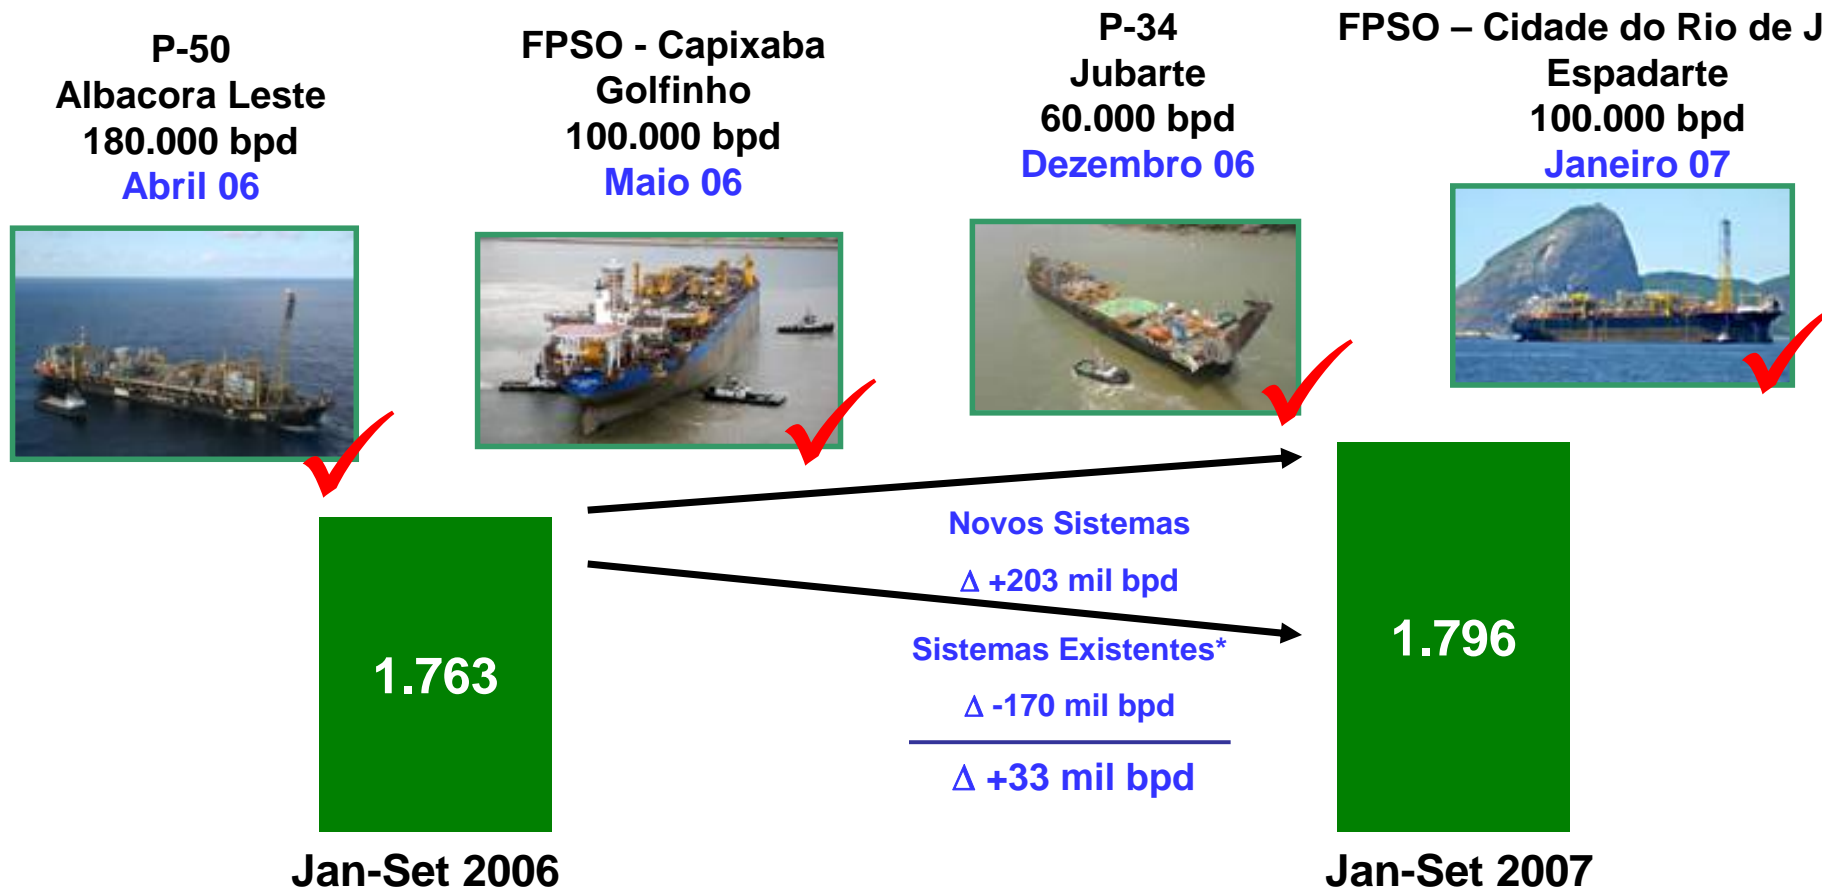 P-50
Albacora Leste
180.000 bpd
Abril 06
FPSO - Capixaba
Golfinho
100.000 bpd
Maio 06
P-34
Jubarte
60.000 bpd
Dezembro 06
FPSO – Cidade do Rio de J
Espadarte
100.000 bpd
Janeiro 07
Novos Sistemas
Δ +203 mil bpd
Sistemas Existentes*
Δ -170 mil bpd
Δ +33 mil bpd
1.763
1.796
Jan-Set 2006
Jan-Set 2007